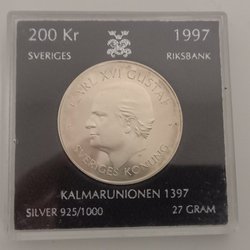 200 Kr 1997
SVERIGES RIKSBANK
CARL XVI GUSTAF
SVERIGES KONUNG
KALMARUNIONEN 1397
SILVER 925/1000 27 GRAM